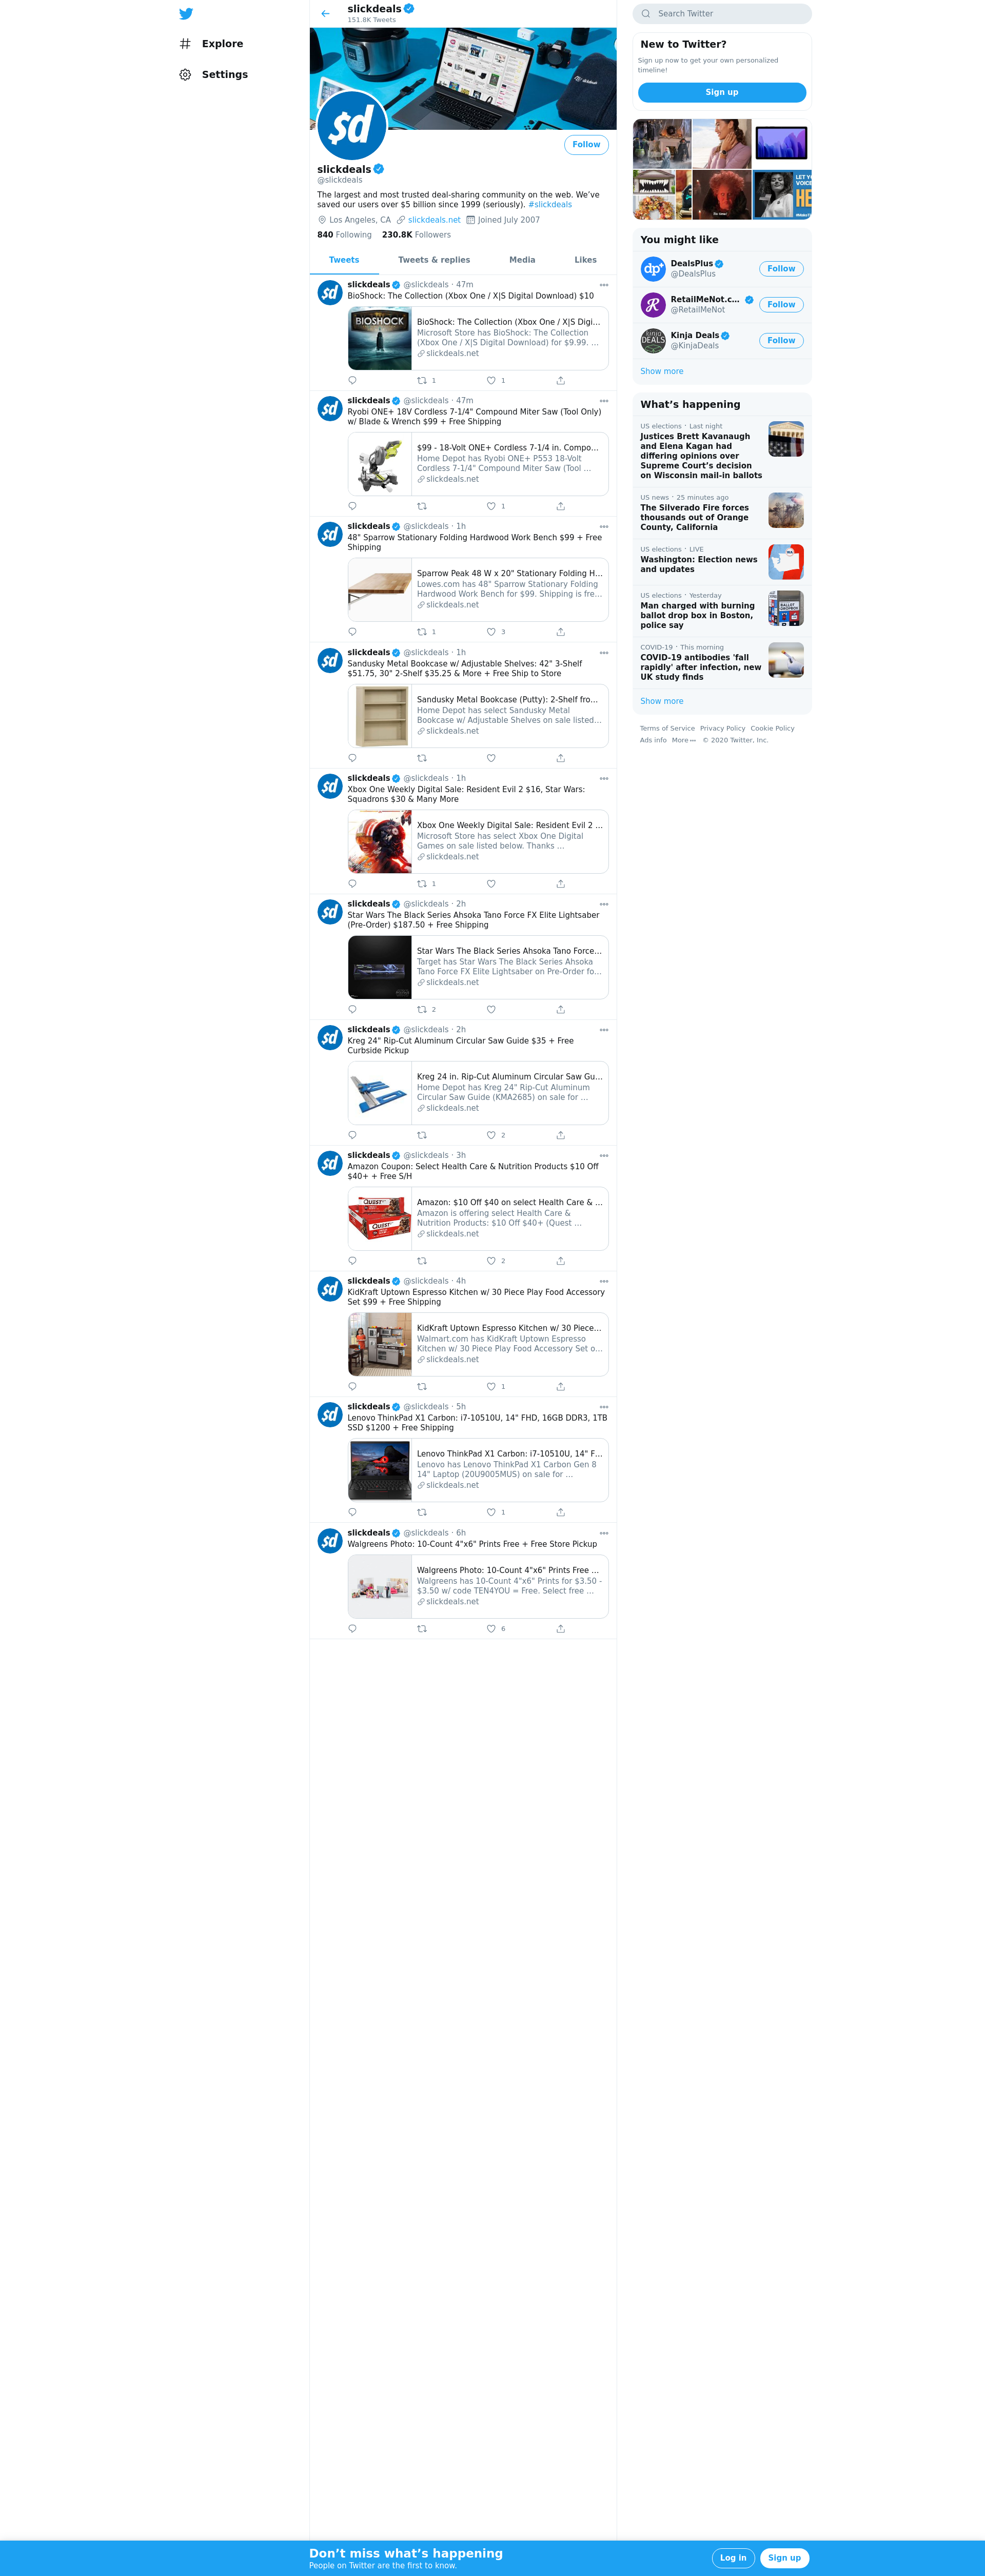 Explore
Settings
slickdeals
151.8K Tweets
$d
Follow
slickdeals
@slickdeals
The largest and most trusted deal-sharing community on the web. We've
saved our users over $5 billion since 1999 (seriously). #slickdeals
Los Angeles, CA slickdeals.net Joined July 2007
840 Following 230.8K Followers
Tweets Tweets & replies Media Likes
slickdeals @slickdeals · 47m
BioShock: The Collection (Xbox One / X|S Digital Download) $10
BIOSHOCK
BioShock: The Collection (Xbox One / X|S Digi...
Microsoft Store has BioShock: The Collection
(Xbox One / X|S Digital Download) for $9.99. ...
slickdeals.net
1 1
slickdeals @slickdeals · 47m
Ryobi ONE+ 18V Cordless 7-1/4" Compound Miter Saw (Tool Only)
w/ Blade & Wrench $99 + Free Shipping
$99 - 18-Volt ONE+ Cordless 7-1/4 in. Compo...
Home Depot has Ryobi ONE+ P553 18-Volt
Cordless 7-1/4" Compound Miter Saw (Tool ...
slickdeals.net
1
slickdeals @slickdeals · 1h
48" Sparrow Stationary Folding Hardwood Work Bench $99 + Free
Shipping
Sparrow Peak 48 W x 20" Stationary Folding H...
Lowes.com has 48" Sparrow Stationary Folding
Hardwood Work Bench for $99. Shipping is fre...
slickdeals.net
1 3
slickdeals @slickdeals · 1h
Sandusky Metal Bookcase w/ Adjustable Shelves: 42" 3-Shelf
$51.75, 30" 2-Shelf $35.25 & More + Free Ship to Store
Sandusky Metal Bookcase (Putty): 2-Shelf fro...
Home Depot has select Sandusky Metal
Bookcase w/ Adjustable Shelves on sale listed...
slickdeals.net
slickdeals @slickdeals · 1h
Xbox One Weekly Digital Sale: Resident Evil 2 $16, Star Wars:
Squadrons $30 & Many More
Xbox One Weekly Digital Sale: Resident Evil 2 ...
Microsoft Store has select Xbox One Digital
Games on sale listed below. Thanks ...
slickdeals.net
1
slickdeals @slickdeals · 2h
Star Wars The Black Series Ahsoka Tano Force FX Elite Lightsaber
(Pre-Order) $187.50 + Free Shipping
Star Wars The Black Series Ahsoka Tano Force...
Target has Star Wars The Black Series Ahsoka
Tano Force FX Elite Lightsaber on Pre-Order fo...
slickdeals.net
2
slickdeals @slickdeals · 2h
Kreg 24" Rip-Cut Aluminum Circular Saw Guide $35 + Free
Curbside Pickup
Kreg 24 in. Rip-Cut Aluminum Circular Saw Gu...
Home Depot has Kreg 24" Rip-Cut Aluminum
Circular Saw Guide (KMA2685) on sale for ...
slickdeals.net
2
slickdeals @slickdeals · 3h
Amazon Coupon: Select Health Care & Nutrition Products $10 Off
$40+ + Free S/H
QUEST
Amazon: $10 Off $40 on select Health Care & ...
Amazon is offering select Health Care &
Nutrition Products: $10 Off $40+ (Quest ...
slickdeals.net
2
slickdeals @slickdeals · 4h
KidKraft Uptown Espresso Kitchen w/ 30 Piece Play Food Accessory
Set $99 + Free Shipping
KidKraft Uptown Espresso Kitchen w/ 30 Piece...
Walmart.com has KidKraft Uptown Espresso
Kitchen w/ 30 Piece Play Food Accessory Set o...
slickdeals.net
1
slickdeals @slickdeals · 5h
Lenovo ThinkPad X1 Carbon: i7-10510U, 14" FHD, 16GB DDR3, 1TB
SSD $1200 + Free Shipping
Lenovo ThinkPad X1 Carbon: i7-10510U, 14" F...
Lenovo has Lenovo ThinkPad X1 Carbon Gen 8
14" Laptop (20U9005MUS) on sale for ...
slickdeals.net
1
slickdeals @slickdeals · 6h
Walgreens Photo: 10-Count 4"x6" Prints Free + Free Store Pickup
Walgreens Photo: 10-Count 4"x6" Prints Free ...
Walgreens has 10-Count 4"x6" Prints for $3.50 -
$3.50 w/ code TEN4YOU = Free. Select free ...
slickdeals.net
6
Search Twitter
New to Twitter?
Sign up now to get your own personalized
timeline!
Sign up
LET Y
VOICE
HE
You might like
dp
DealsPlus
@DealsPlus
Follow
RetailMeNot.c...
@RetailMeNot
Follow
KINJA DEALS
Kinja Deals
@KinjaDeals
Follow
Show more
What's happening
US elections · Last night
Justices Brett Kavanaugh
and Elena Kagan had
differing opinions over
Supreme Court's decision
on Wisconsin mail-in ballots
US news · 25 minutes ago
The Silverado Fire forces
thousands out of Orange
County, California
US elections · LIVE
Washington: Election news
and updates
WA
US elections · Yesterday
Man charged with burning
ballot drop box in Boston,
police say
BALLOT
DROPBOX
COVID-19 · This morning
COVID-19 antibodies 'fall
rapidly' after infection, new
UK study finds
Show more
Terms of Service Privacy Policy Cookie Policy
Ads info More ··· © 2020 Twitter, Inc.
Don't miss what's happening
People on Twitter are the first to know.
Log in
Sign up